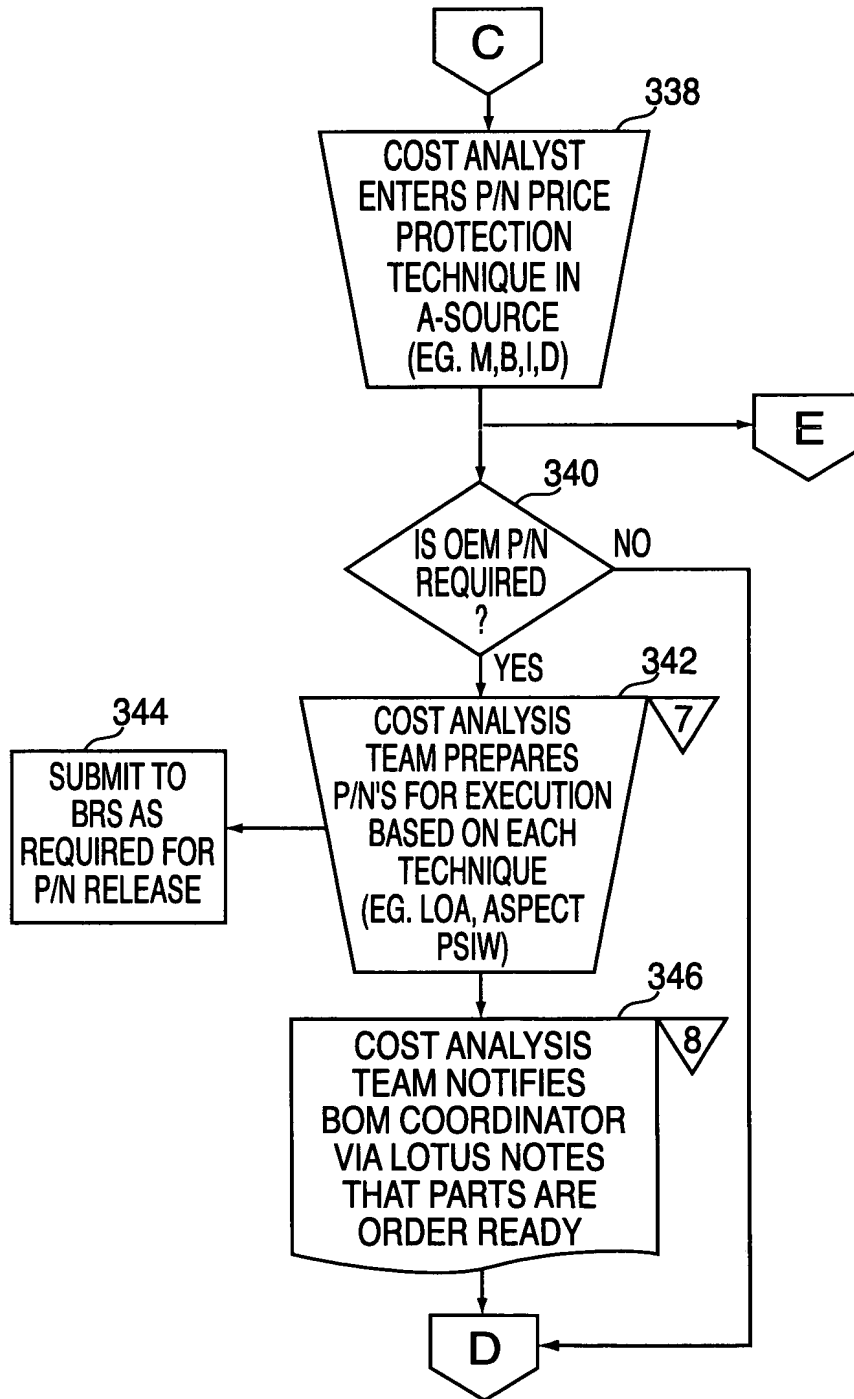 C
338
COST ANALYST
ENTERS P/N PRICE
PROTECTION
TECHNIQUE IN
A-SOURCE
(EG. M,B,I,D)
E
340
IS OEM P/N
REQUIRED
?
NO
YES
342
7
COST ANALYSIS
TEAM PREPARES
P/N'S FOR EXECUTION
BASED ON EACH
TECHNIQUE
(EG. LOA, ASPECT
PSIW)
344
SUBMIT TO
BRS AS
REQUIRED FOR
P/N RELEASE
346
8
COST ANALYSIS
TEAM NOTIFIES
BOM COORDINATOR
VIA LOTUS NOTES
THAT PARTS ARE
ORDER READY
D